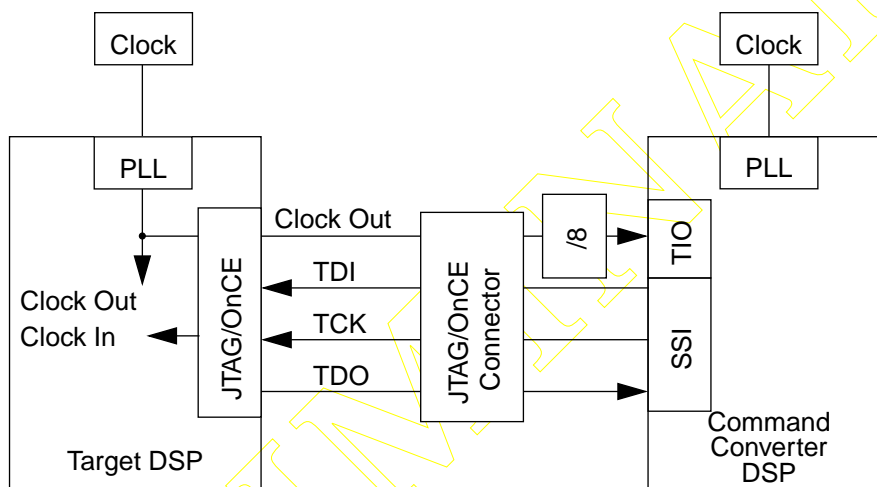 Clock
Clock
PLL
PLL
Clock Out
/8
TIO
TDI
Clock Out
Clock In
JTAG/OnCE
TCK
JTAG/OnCE
Connector
SSI
TDO
Target DSP
Command
Converter
DSP